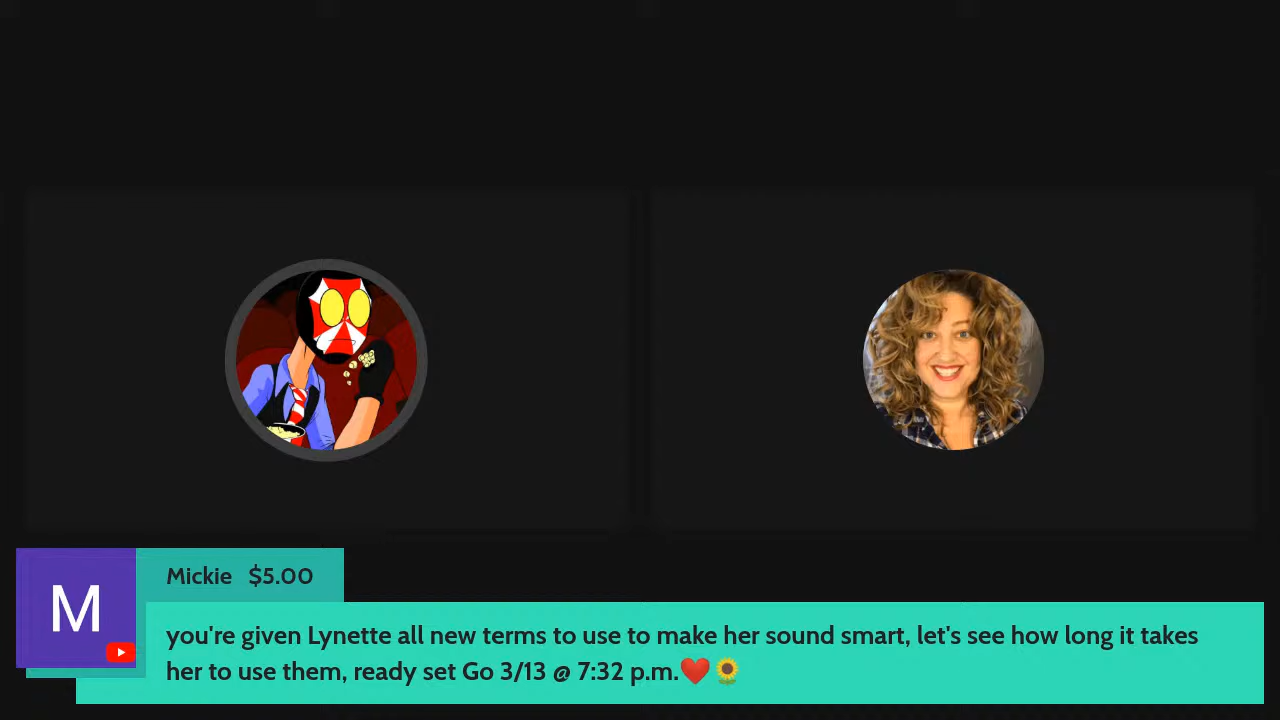 M
Mickie $5.00
you're given Lynette all new terms to use to make her sound smart, let's see how long it takes
her to use them, ready set Go 3/13 @ 7:32 p.m.❤️🌻